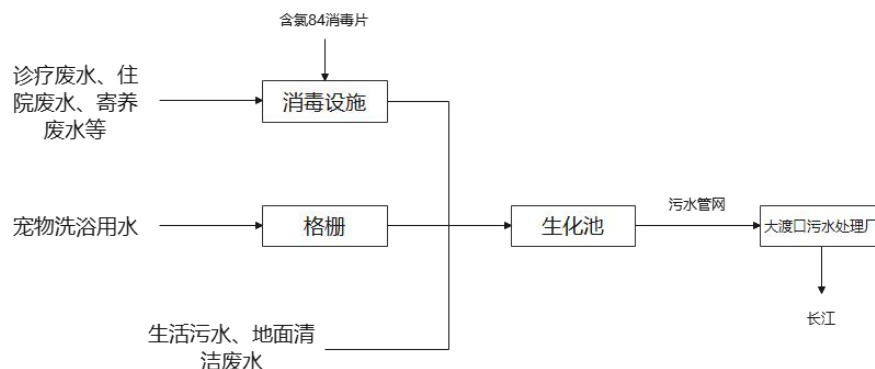 含氯84消毒片
诊疗废水、住
院废水、寄养
废水等
消毒设施
宠物洗浴用水
格栅
生化池
污水管网
大渡口污水处理厂
长江
生活污水、地面清
洁废水